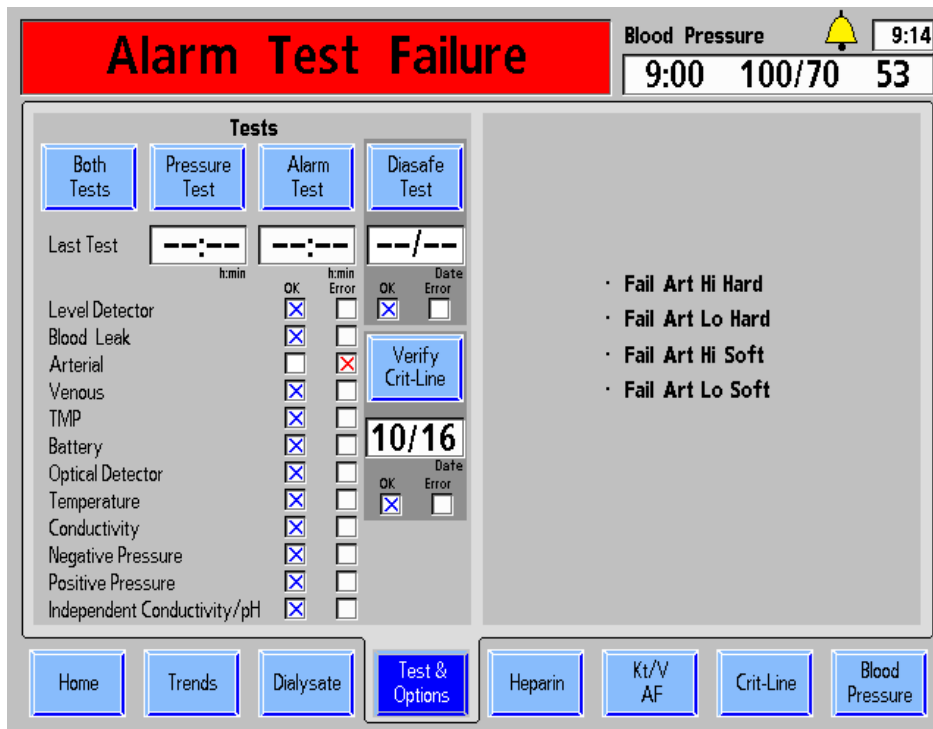 Alarm Test Failure
Blood Pressure 9:14
9:00 100/70 53
Tests
Both Tests
Pressure Test
Alarm Test
Diasafe Test
Last Test --:-- --:-- --/--
h:min h:min Date
OK Error OK Error
Level Detector
Blood Leak
Arterial
Venous
TMP
Battery
Optical Detector
Temperature
Conductivity
Negative Pressure
Positive Pressure
Independent Conductivity/pH
Verify Crit-Line
10/16
Date
OK Error
· Fail Art Hi Hard
· Fail Art Lo Hard
· Fail Art Hi Soft
· Fail Art Lo Soft
Home
Trends
Dialysate
Test & Options
Heparin
Kt/V AF
Crit-Line
Blood Pressure